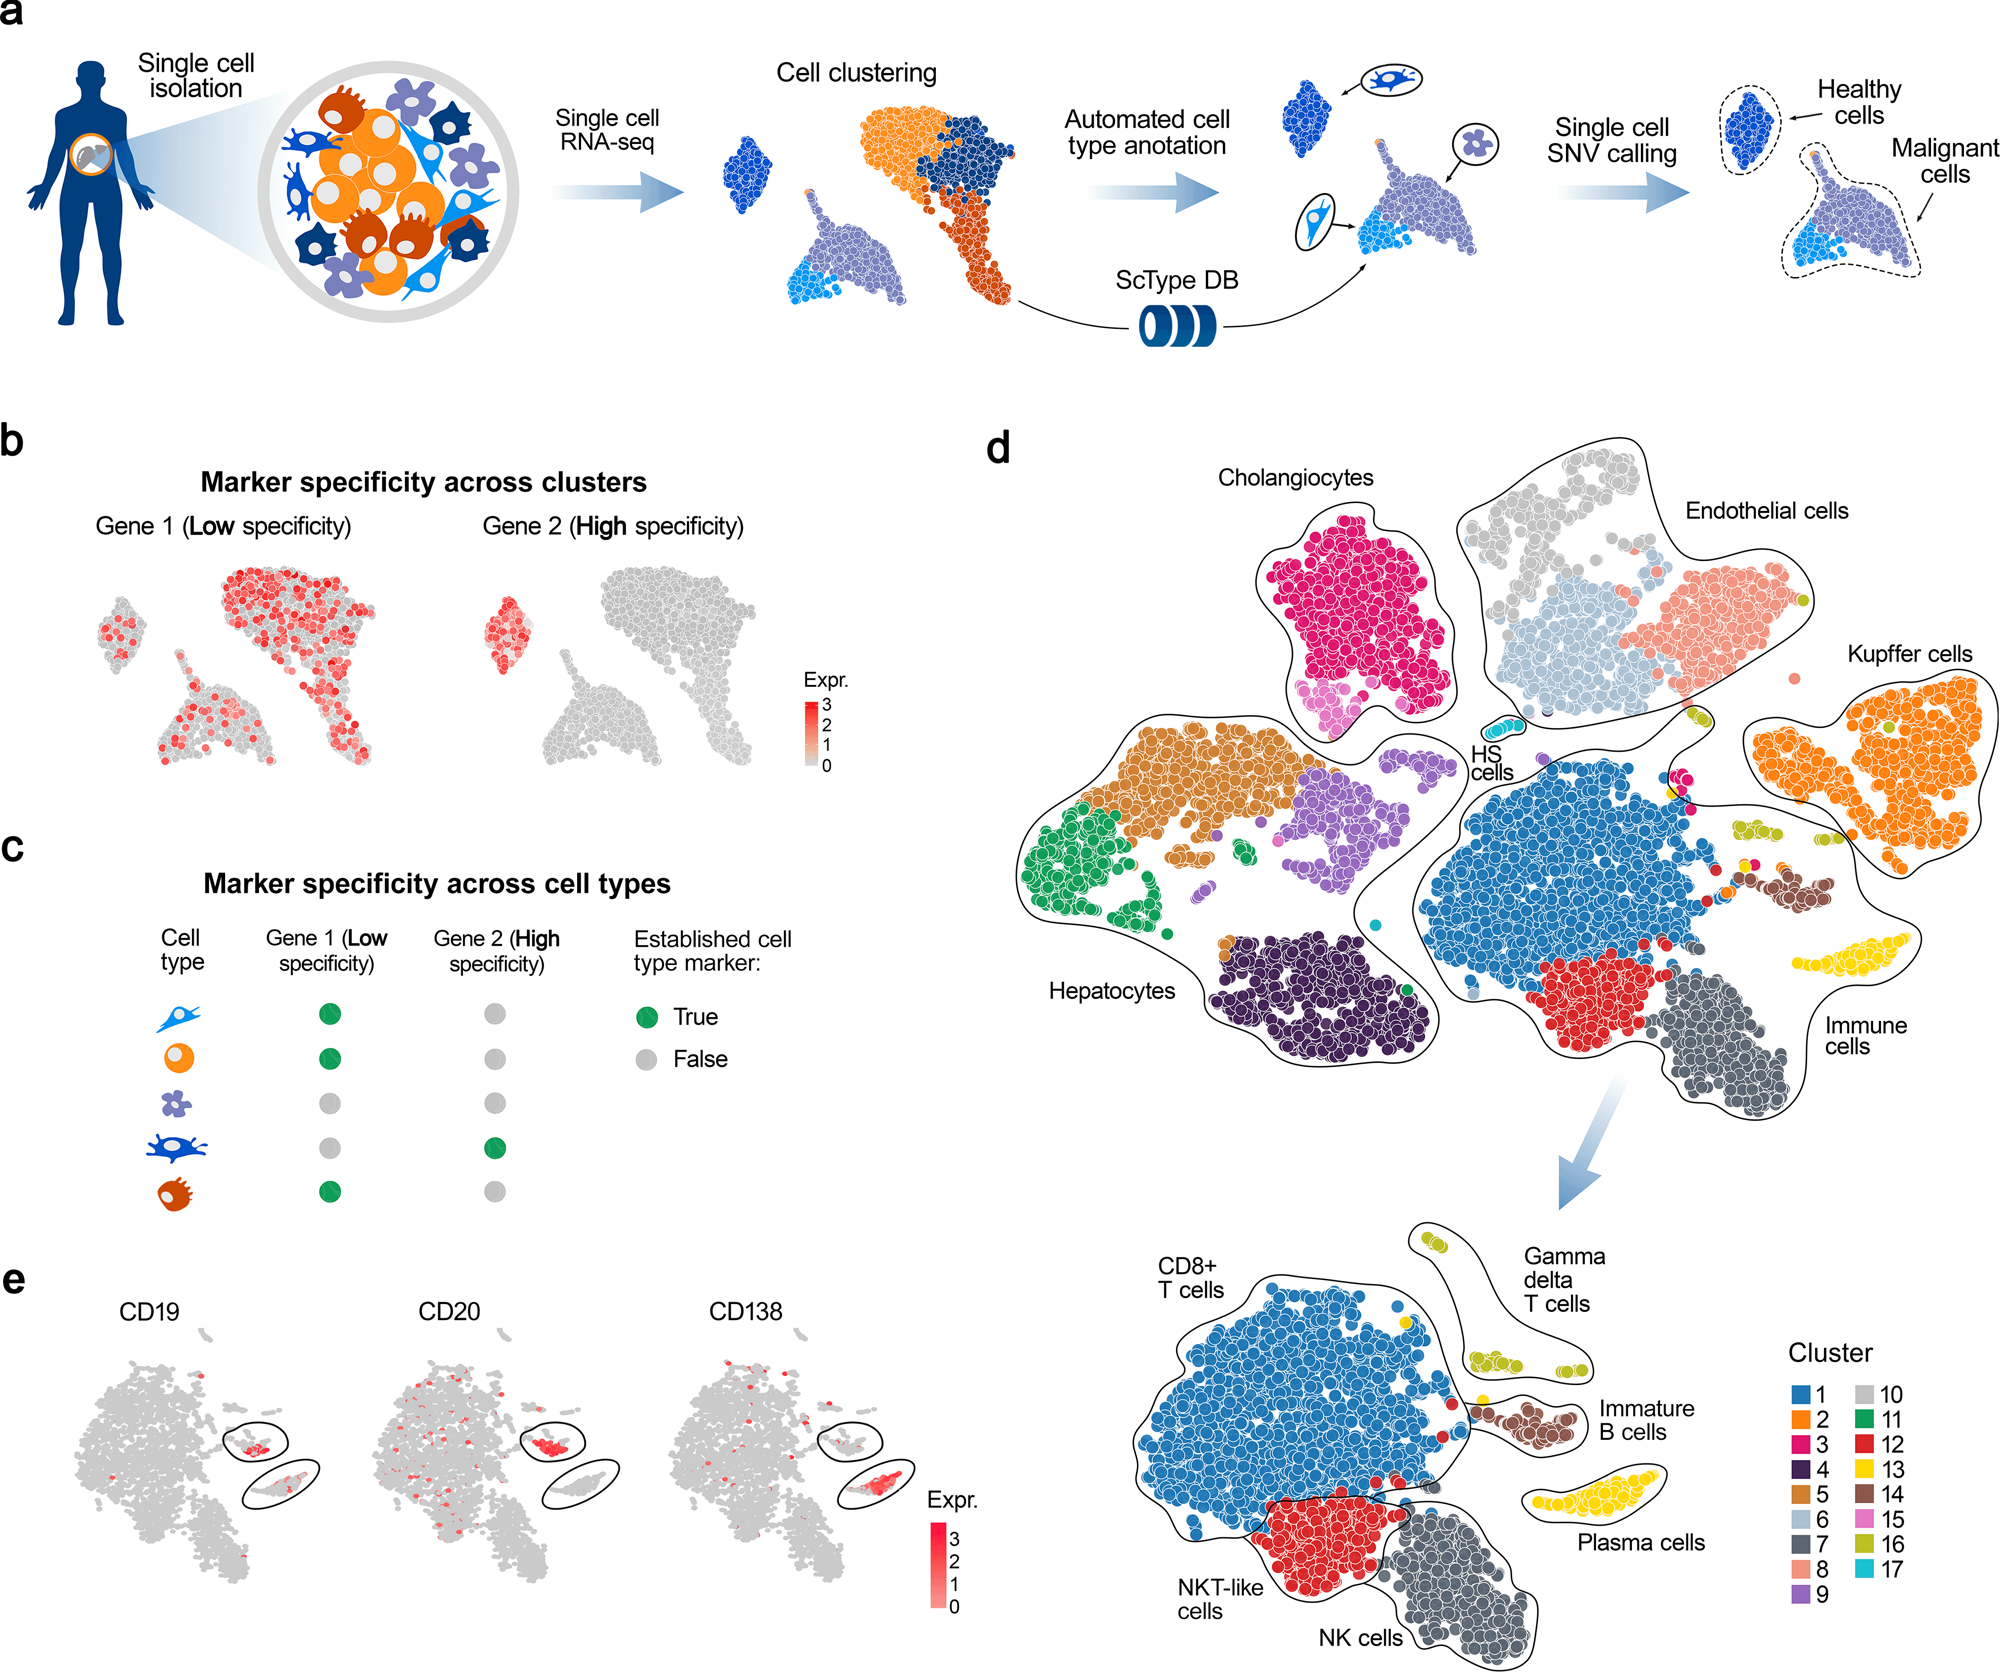 a
Single cell
isolation
Single cell
RNA-seq
Cell clustering
Automated cell
type anotation
ScType DB
Single cell
SNV calling
Healthy
cells
Malignant
cells
b
Marker specificity across clusters
Gene 1 (Low specificity)
Gene 2 (High specificity)
Expr.
3
2
1
0
c
Marker specificity across cell types
Cell
type
Gene 1 (Low
specificity)
Gene 2 (High
specificity)
Established cell
type marker:
True
False
d
Cholangiocytes
Endothelial cells
Kupffer cells
HS
cells
Hepatocytes
Immune
cells
CD8+
T cells
Gamma
delta
T cells
Immature
B cells
Plasma cells
NKT-like
cells
NK cells
Cluster
1
2
3
4
5
6
7
8
9
10
11
12
13
14
15
16
17
e
CD19
CD20
CD138
Expr.
3
2
1
0